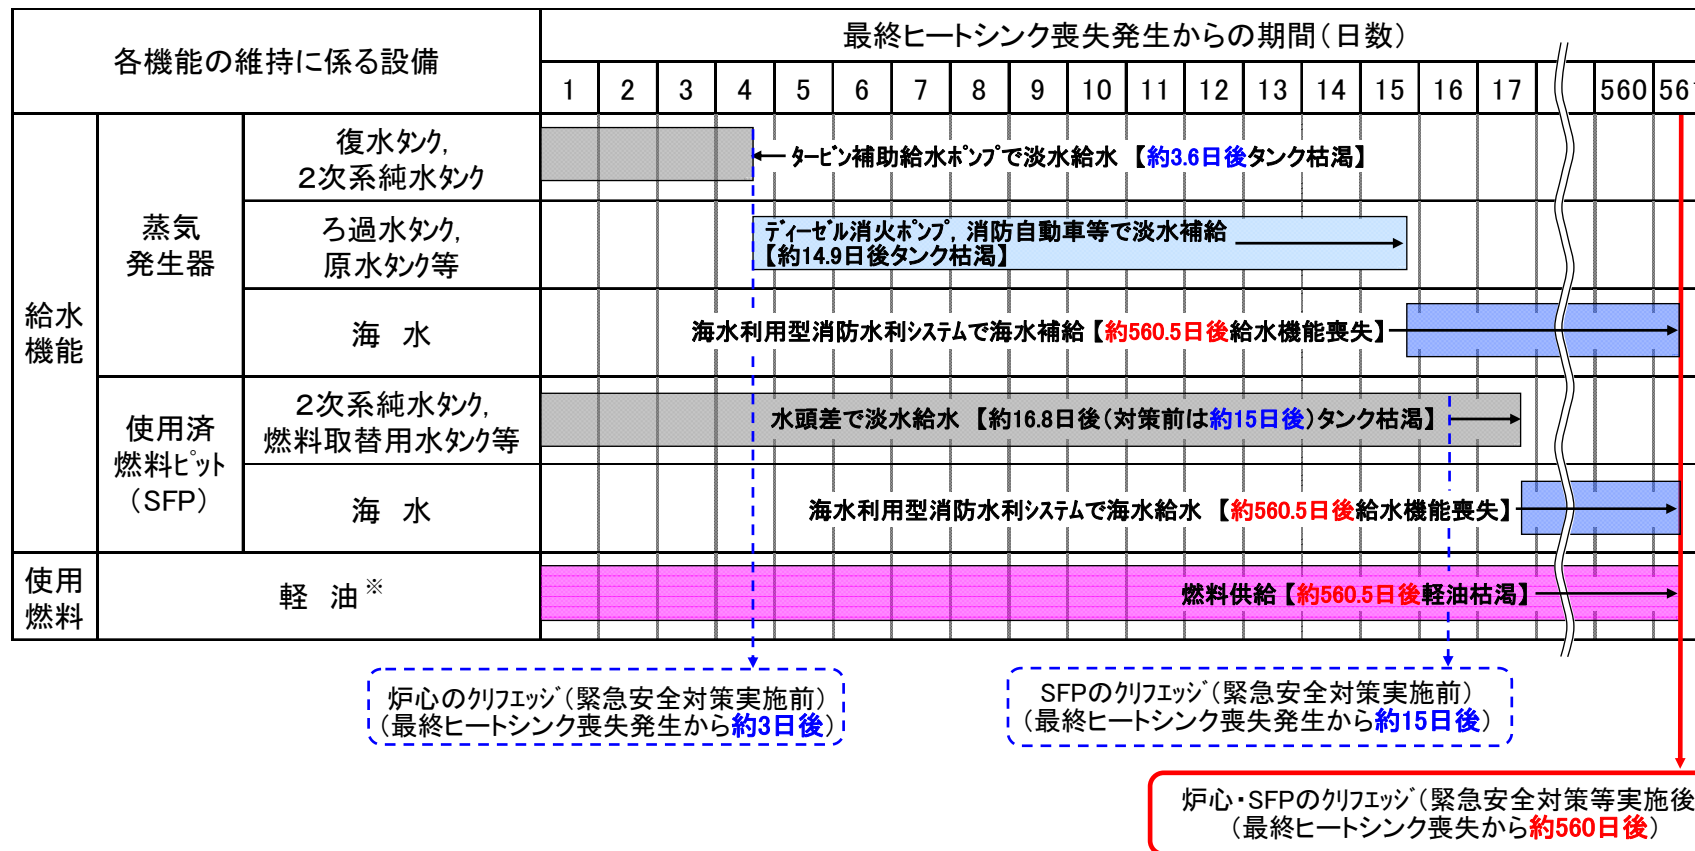 各機能の維持に係る設備
最終ヒートシンク喪失発生からの期間(日数)
1 2 3 4 5 6 7 8 9 10 11 12 13 14 15 16 17 560 561
給水
機能
蒸気
発生器
復水タンク,
2次系純水タンク
タービン補助給水ポンプで淡水給水 【約3.6日後タンク枯渇】
ろ過水タンク,
原水タンク等
ディーゼル消火ポンプ, 消防自動車等で淡水補給
【約14.9日後タンク枯渇】
海 水
海水利用型消防水利システムで海水補給【約560.5日後給水機能喪失】
使用済
燃料ピット
(SFP)
2次系純水タンク,
燃料取替用水タンク等
水頭差で淡水給水 【約16.8日後(対策前は約15日後)タンク枯渇】
海 水
海水利用型消防水利システムで海水給水 【約560.5日後給水機能喪失】
使用
燃料
軽 油※
燃料供給【約560.5日後軽油枯渇】
炉心のクリフエッジ(緊急安全対策実施前)
(最終ヒートシンク喪失発生から約3日後)
SFPのクリフエッジ(緊急安全対策実施前)
(最終ヒートシンク喪失発生から約15日後)
炉心・SFPのクリフエッジ(緊急安全対策等実施後
(最終ヒートシンク喪失から約560日後)